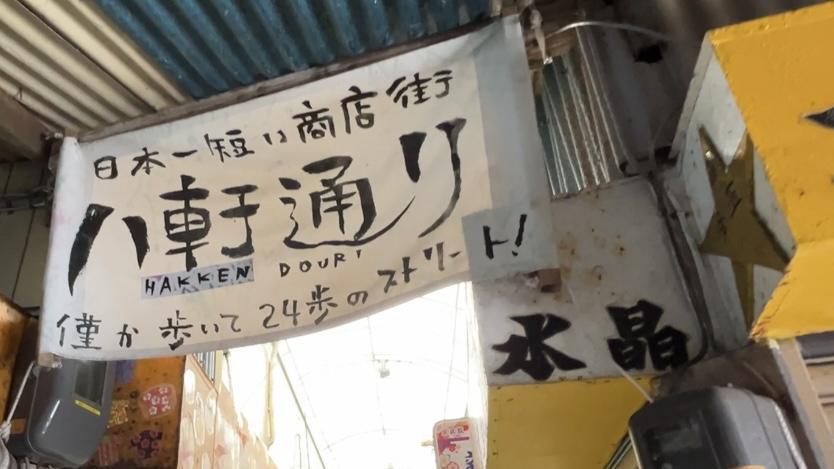 日本一短い商店街
八軒通り
HAKKEN DOURI
僅か歩いて24歩のストリート!
水晶